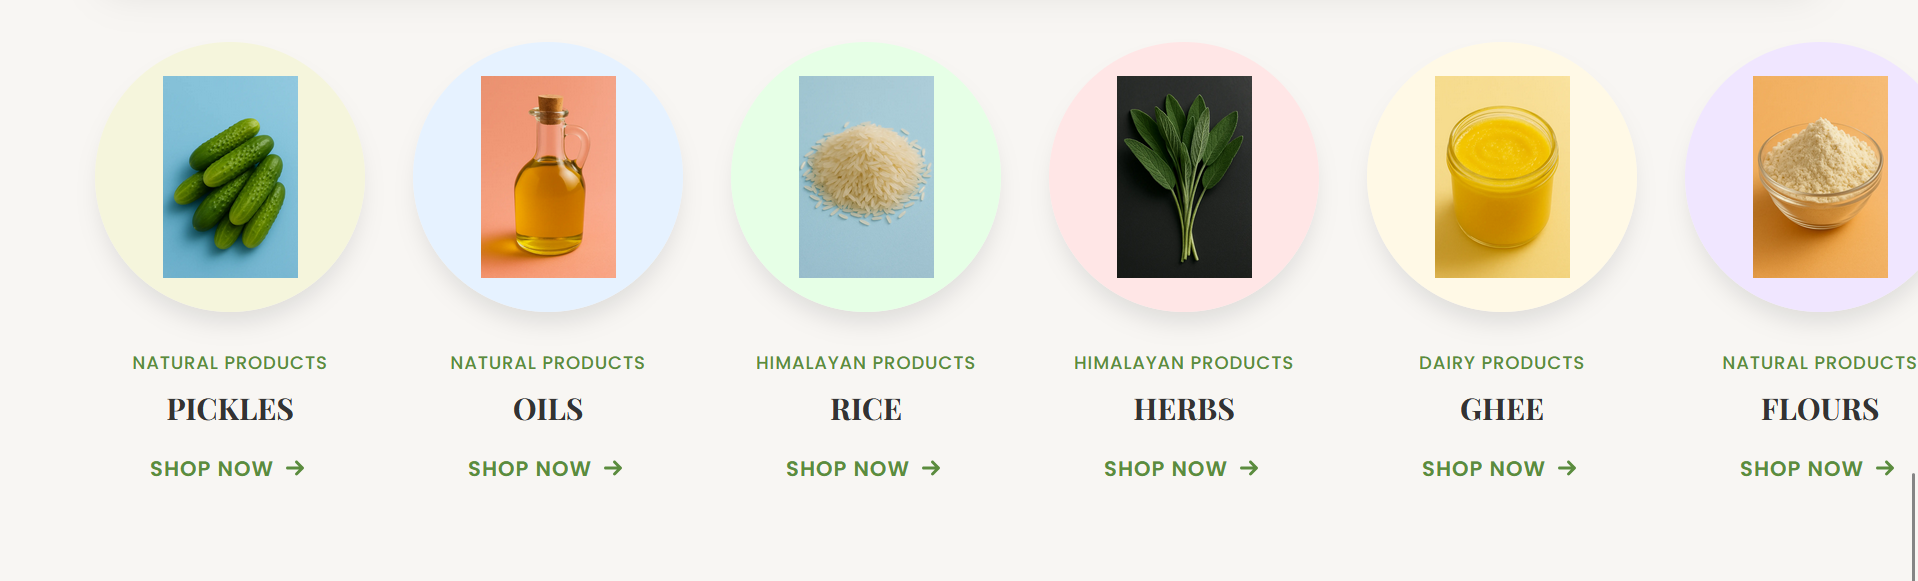 NATURAL PRODUCTS
PICKLES
SHOP NOW →
NATURAL PRODUCTS
OILS
SHOP NOW →
HIMALAYAN PRODUCTS
RICE
SHOP NOW →
HIMALAYAN PRODUCTS
HERBS
SHOP NOW →
DAIRY PRODUCTS
GHEE
SHOP NOW →
NATURAL PRODUCTS
FLOURS
SHOP NOW →